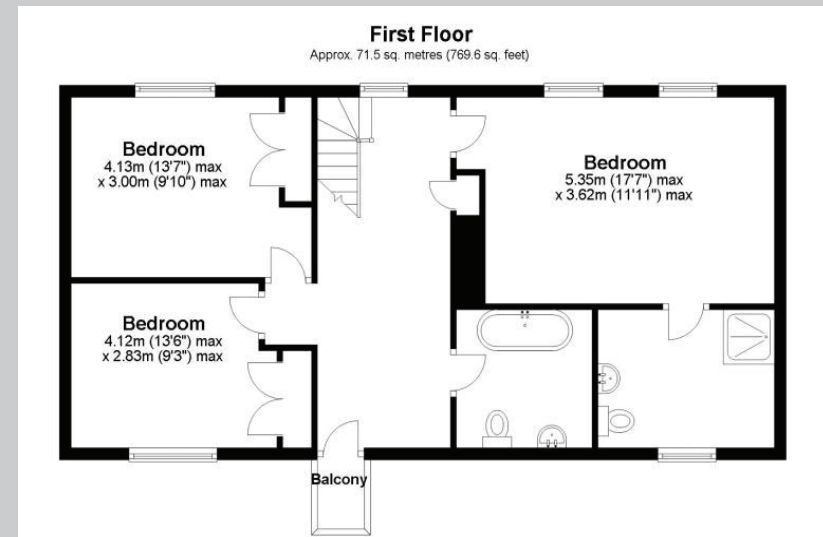 First Floor
Approx. 71.5 sq. metres (769.6 sq. feet)
Bedroom
4.13m (13'7") max
x 3.00m (9'10") max
Bedroom
5.35m (17'7") max
x 3.62m (11'11") max
Bedroom
4.12m (13'6") max
x 2.83m (9'3") max
Balcony